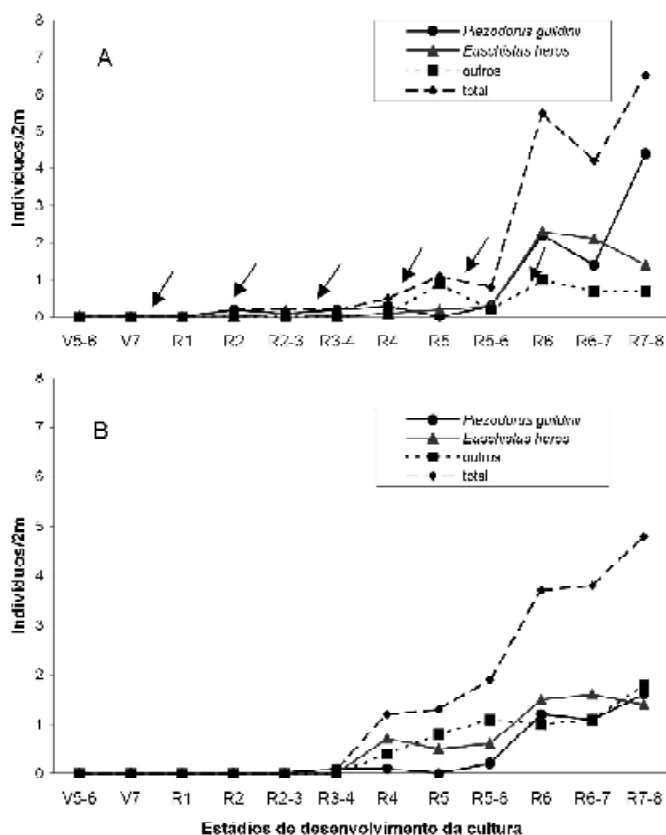 A
Piezodorus guildinii
Euschistus heros
outros
total
Indivíduos/2m
8
7
6
5
4
3
2
1
0
V5-6 V7 R1 R2 R2-3 R3-4 R4 R5 R5-6 R6 R6-7 R7-8
B
Piezodorus guildinii
Euschistus heros
outros
total
Indivíduos/2m
8
7
6
5
4
3
2
1
0
V5-6 V7 R1 R2 R2-3 R3-4 R4 R5 R5-6 R6 R6-7 R7-8
Estádios de desenvolvimento da cultura